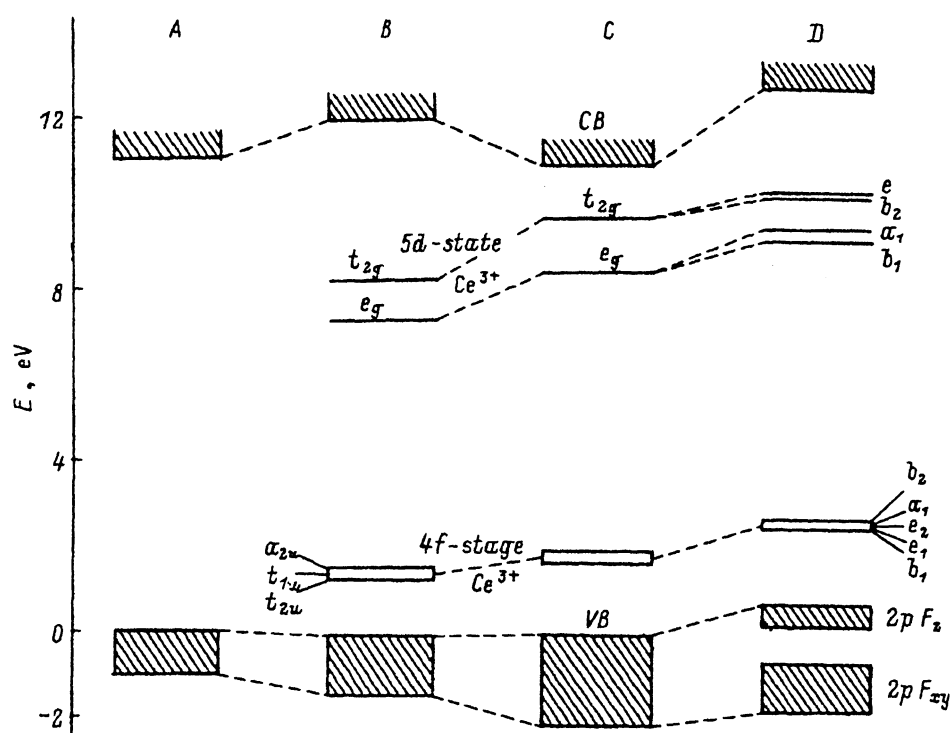 A B C D
12
CB
e
t2g
b2
a1
5d-state
t2g
eg
b1
Ce3+
8
eg
E, eV
4
b2
a1
4f-stage
a2u
e2
t1u
Ce3+
e1
t2u
b1
VB
0
2p Fz
2p Fxy
-2